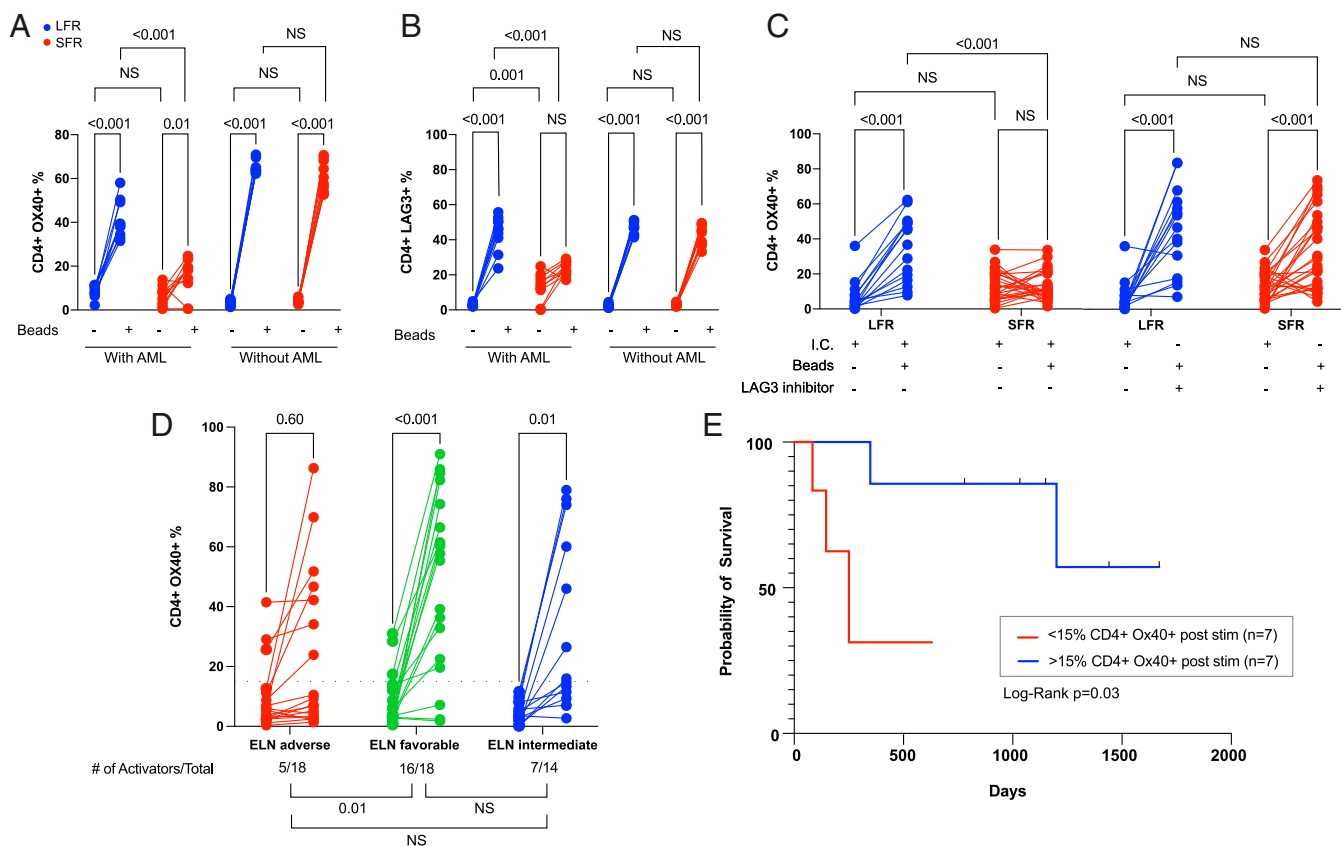 A
LFR
SFR
<0.001
NS
NS
NS
<0.001
0.01
<0.001
<0.001
CD4+ OX40+ %
80
60
40
20
0
Beads
- + - + - + - +
With AML
Without AML
B
<0.001
NS
0.001
NS
<0.001
NS
<0.001
<0.001
CD4+ LAG3+ %
100
80
60
40
20
0
Beads
- + - + - + - +
With AML
Without AML
C
<0.001
NS
NS
NS
<0.001
NS
<0.001
<0.001
CD4+ OX40+ %
100
80
60
40
20
0
LFR SFR LFR SFR
I.C. + + + + + - + -
Beads - + - + - + - +
LAG3 inhibitor - - - - - + - +
D
0.60
<0.001
0.01
CD4+ OX40+ %
100
80
60
40
20
0
ELN adverse ELN favorable ELN intermediate
# of Activators/Total 5/18 16/18 7/14
0.01
NS
NS
E
Probability of Survival
100
50
0
0 500 1000 1500 2000
Days
<15% CD4+ Ox40+ post stim (n=7)
>15% CD4+ Ox40+ post stim (n=7)
Log-Rank p=0.03